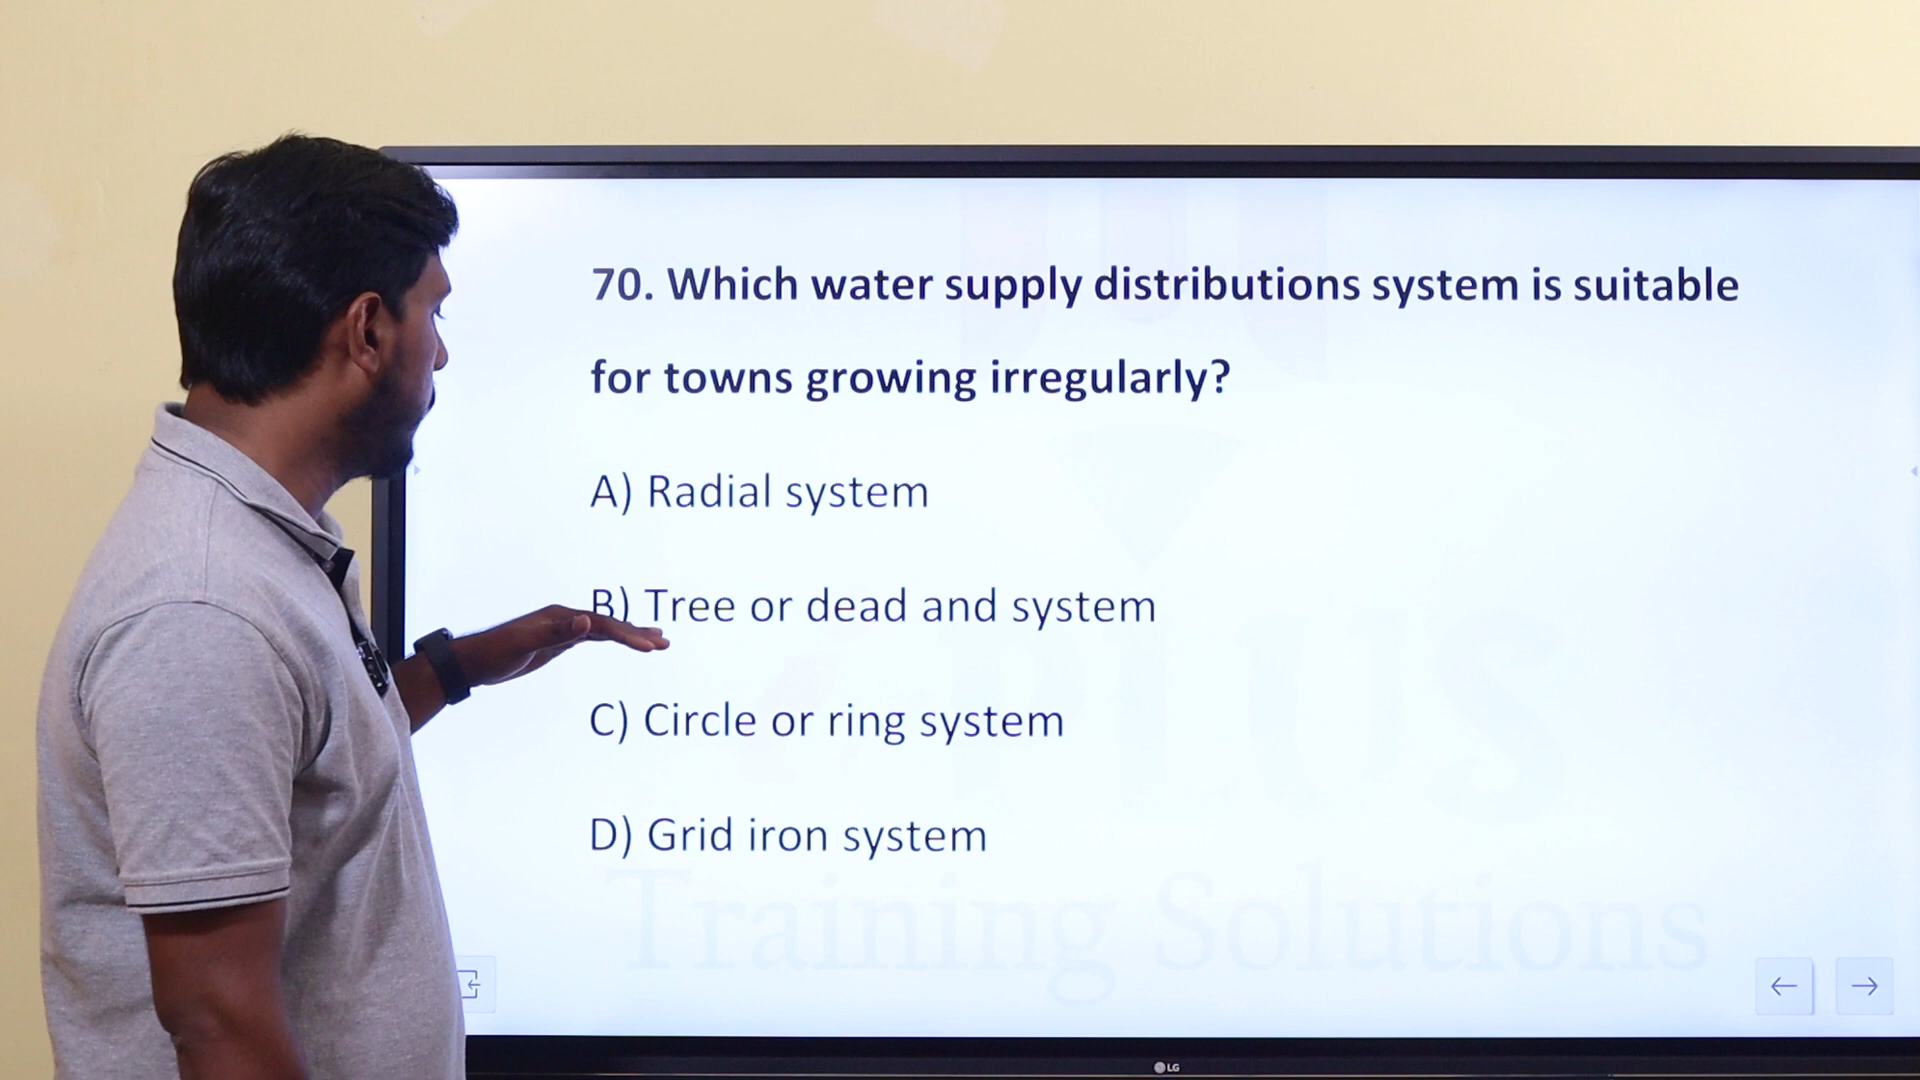 70. Which water supply distributions system is suitable
for towns growing irregularly?
A) Radial system
B) Tree or dead and system
C) Circle or ring system
D) Grid iron system
PLUS
Training Solutions
LG